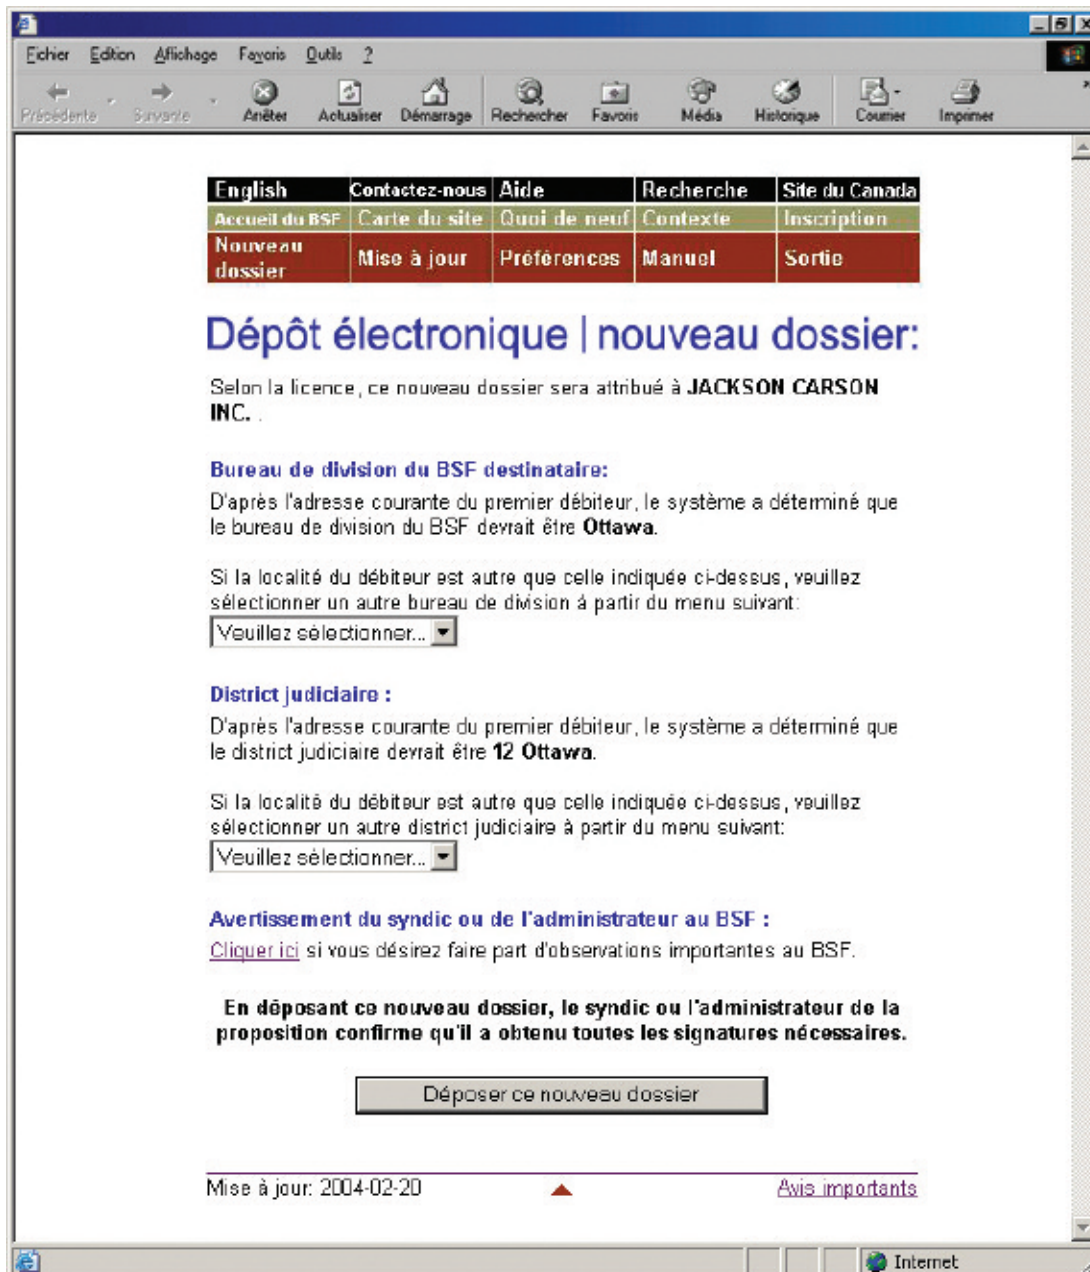 Fichier Edition Affichage Favoris Outils ?
Précédente Suivante Arrêter Actualiser Démarrage Rechercher Favoris Média Historique Courrier Imprimer
English Contactez-nous Aide Recherche Site du Canada
Accueil du BSF Carte du site Quoi de neuf Contexte Inscription
Nouveau dossier Mise à jour Préférences Manuel Sortie
Dépôt électronique | nouveau dossier:
Selon la licence, ce nouveau dossier sera attribué à JACKSON CARSON
INC. .
Bureau de division du BSF destinataire:
D'après l'adresse courante du premier débiteur, le système a déterminé que
le bureau de division du BSF devrait être Ottawa.
Si la localité du débiteur est autre que celle indiquée ci-dessus, veuillez
sélectionner un autre bureau de division à partir du menu suivant:
Veuillez sélectionner...
District judiciaire :
D'après l'adresse courante du premier débiteur, le système a déterminé que
le district judiciaire devrait être 12 Ottawa.
Si la localité du débiteur est autre que celle indiquée ci-dessus, veuillez
sélectionner un autre district judiciaire à partir du menu suivant:
Veuillez sélectionner...
Avertissement du syndic ou de l'administrateur au BSF :
Cliquer ici si vous désirez faire part d'observations importantes au BSF.
En déposant ce nouveau dossier, le syndic ou l'administrateur de la
proposition confirme qu'il a obtenu toutes les signatures nécessaires.
Déposer ce nouveau dossier
Mise à jour: 2004-02-20 Avis importants
Internet